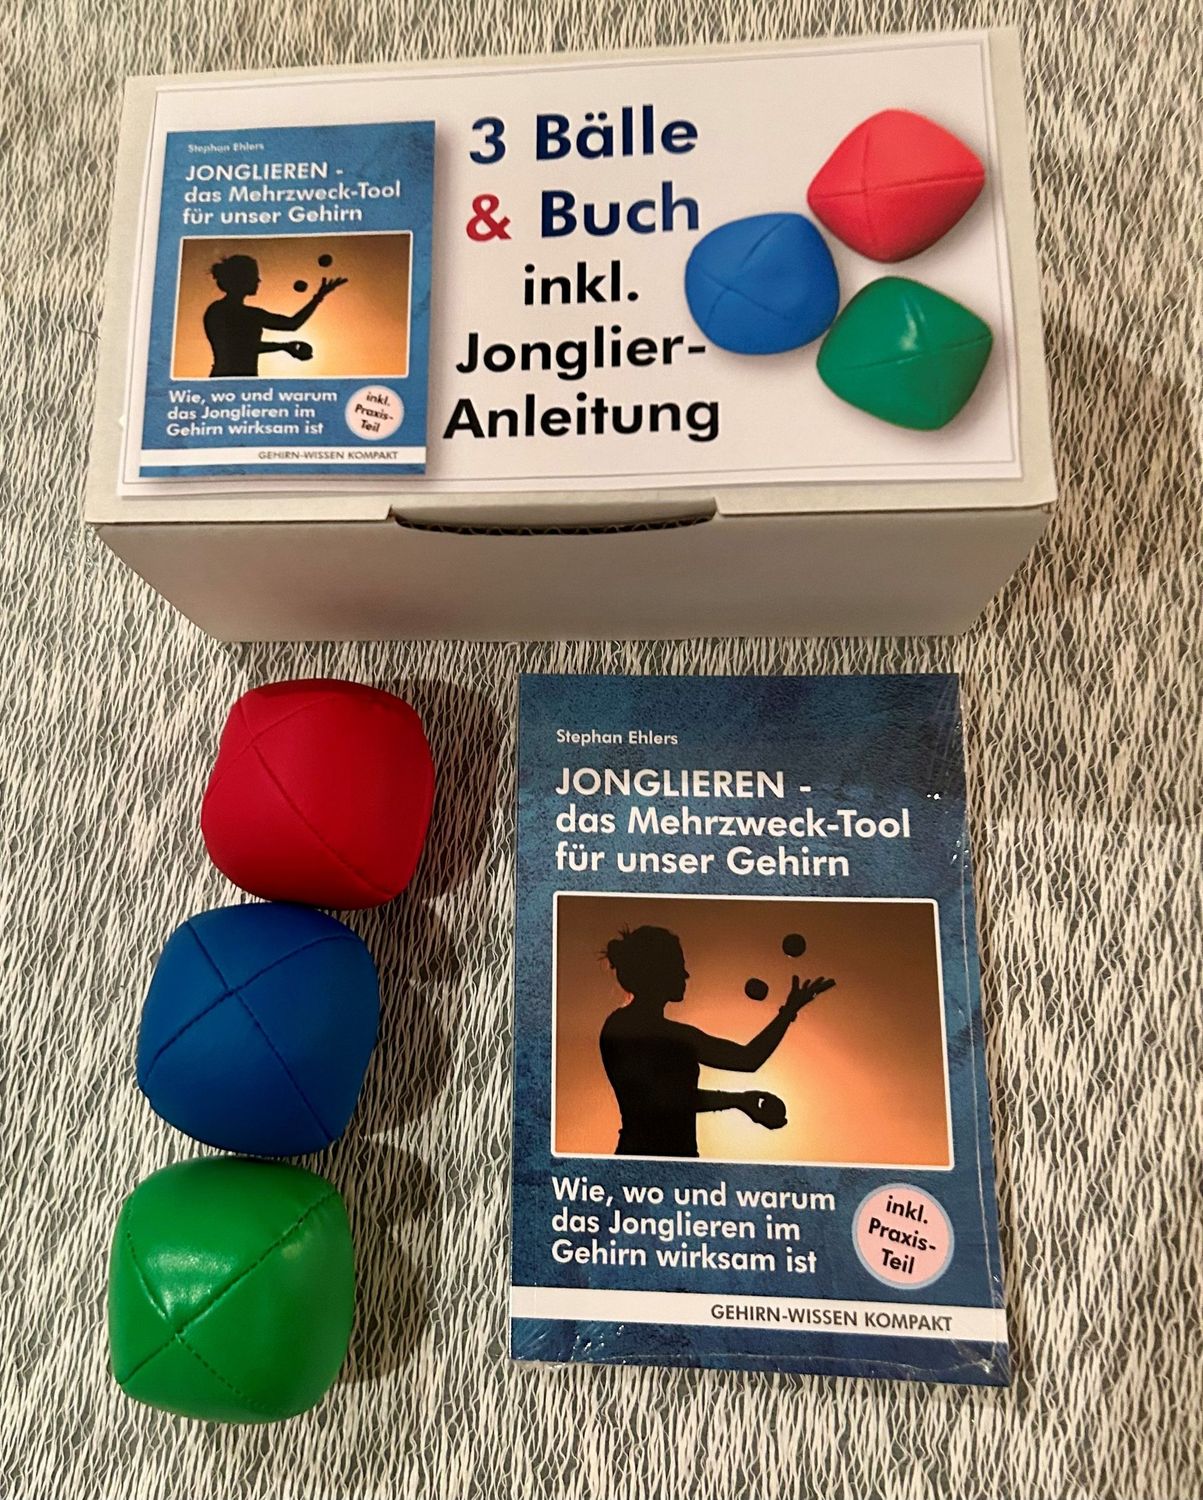 Stephan Ehlers
JONGLIEREN -
das Mehrzweck-Tool
für unser Gehirn
Wie, wo und warum
das Jonglieren im
Gehirn wirksam ist
inkl.
Praxis-
Teil
GEHIRN-WISSEN KOMPAKT
3 Bälle
& Buch
inkl.
Jonglier-
Anleitung
Stephan Ehlers
JONGLIEREN -
das Mehrzweck-Tool
für unser Gehirn
Wie, wo und warum
das Jonglieren im
Gehirn wirksam ist
inkl.
Praxis-
Teil
GEHIRN-WISSEN KOMPAKT